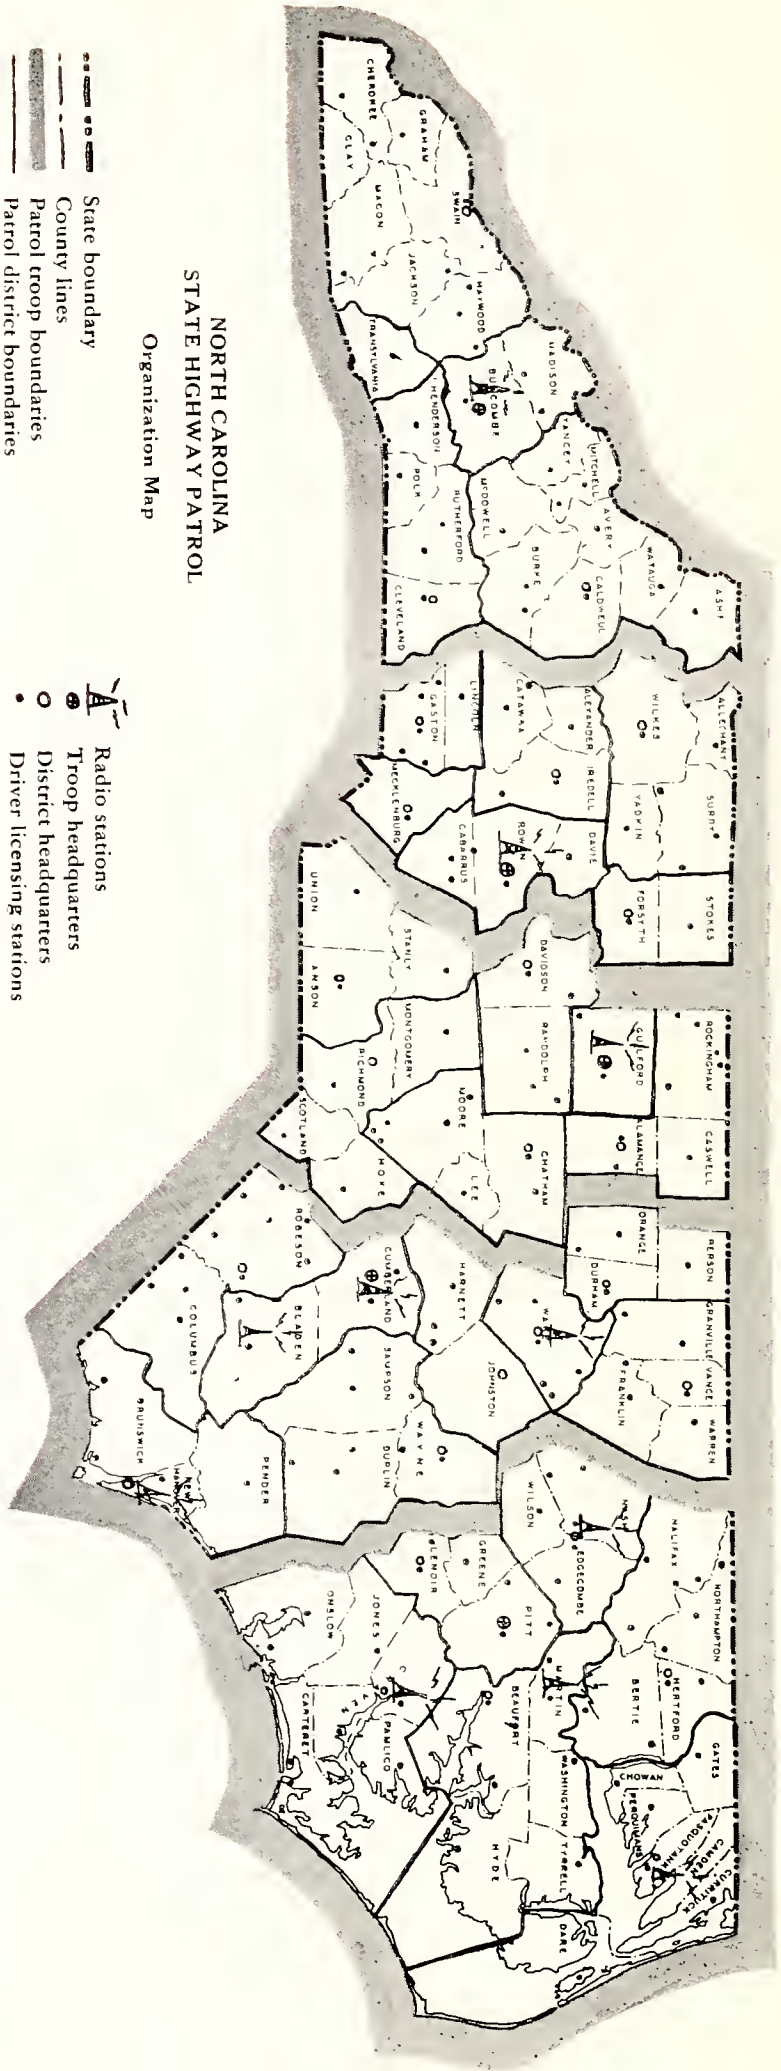 NORTH CAROLINA
STATE HIGHWAY PATROL
Organization Map
State boundary
County lines
Patrol troop boundaries
Patrol district boundaries
Radio stations
Troop headquarters
District headquarters
Driver licensing stations
CHEROKEE
GRAHAM
CLAY
SWAIN
MACON
JACKSON
HAYWOOD
TRANSYLVANIA
MADISON
BUNCOMBE
HENDERSON
YANCEY
MITCHELL
AVERY
MCDOWELL
POLK
RUTHERFORD
BURKE
CALDWELL
WATAUGA
ASHE
CLEVELAND
ALLEGHANY
WILKES
SURRY
YADKIN
ALEXANDER
IREDELL
CATAWBA
LINCOLN
GASTON
MECKLENBURG
DAVIE
ROWAN
CABARRUS
STOKES
FORSYTH
UNION
ANSON
STANLY
DAVIDSON
RANDOLPH
MONTGOMERY
RICHMOND
SCOTLAND
HOKE
MOORE
LEE
CHATHAM
GUILFORD
ROCKINGHAM
CASWELL
ALAMANCE
ORANGE
PERSON
DURHAM
GRANVILLE
VANCE
WARREN
FRANKLIN
HARNETT
JOHNSTON
CUMBERLAND
ROBESON
BLADEN
COLUMBUS
SAMPSON
WAYNE
DUPLIN
PENDER
BRUNSWICK
NEW
HANOVER
WILSON
NASH
EDGECOMBE
HALIFAX
NORTHAMPTON
HERTFORD
BERTIE
GATES
CHOWAN
PERQUIMANS
PASQUOTANK
CAMDEN
CURRITUCK
GREENE
LENOIR
PITT
MARTIN
BEAUFORT
WASHINGTON
TYRRELL
DARE
HYDE
JONES
ONSLOW
CARTERET
PAMLICO